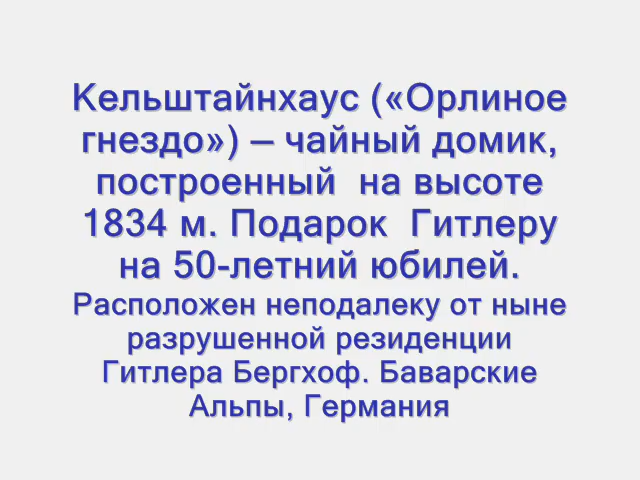 Кельштайнхаус («Орлиное
гнездо») – чайный домик,
построенный  на высоте
1834 м. Подарок  Гитлеру
на 50-летний юбилей.
Расположен неподалеку от ныне
разрушенной резиденции
Гитлера Бергхоф. Баварские
Альпы, Германия